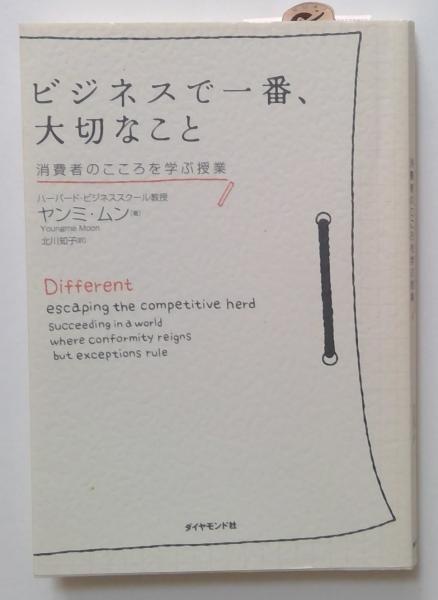 ビジネスで一番、
大切なこと
消費者のこころを学ぶ授業
ハーバード・ビジネススクール教授
ヤンミ・ムン[著]
Youngme Moon
北川知子[訳]
Different
escaping the competitive herd
succeeding in a world
where conformity reigns
but exceptions rule
ダイヤモンド社